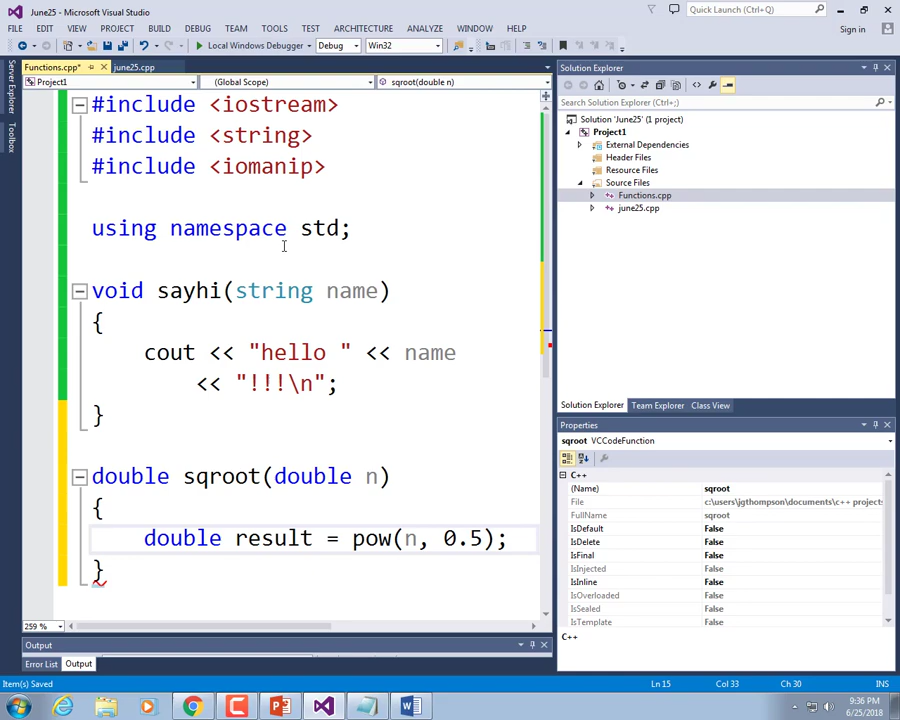 June25 - Microsoft Visual Studio
Quick Launch (Ctrl+Q)
FILE EDIT VIEW PROJECT BUILD DEBUG TEAM TOOLS TEST ARCHITECTURE ANALYZE WINDOW HELP Sign in
Local Windows Debugger Debug Win32
Server Explorer
Toolbox
Functions.cpp* june25.cpp
Project1 (Global Scope) sqroot(double n)
#include <iostream>
#include <string>
#include <iomanip>
using namespace std;
void sayhi(string name)
{
cout << "hello " << name
<< "!!!\n";
}
double sqroot(double n)
{
double result = pow(n, 0.5);
}
259 %
Solution Explorer
Search Solution Explorer (Ctrl+;)
Solution 'June25' (1 project)
Project1
External Dependencies
Header Files
Resource Files
Source Files
Functions.cpp
june25.cpp
Solution Explorer Team Explorer Class View
Properties
sqroot VCCodeFunction
C++
(Name) sqroot
File c:\users\jgthompson\documents\c++ projects
FullName sqroot
IsDefault False
IsDelete False
IsFinal False
IsInjected False
IsInline False
IsOverloaded False
IsSealed False
IsTemplate False
C++
Output
Error List Output
Item(s) Saved Ln 15 Col 33 Ch 30 INS
9:36 PM
6/25/2018